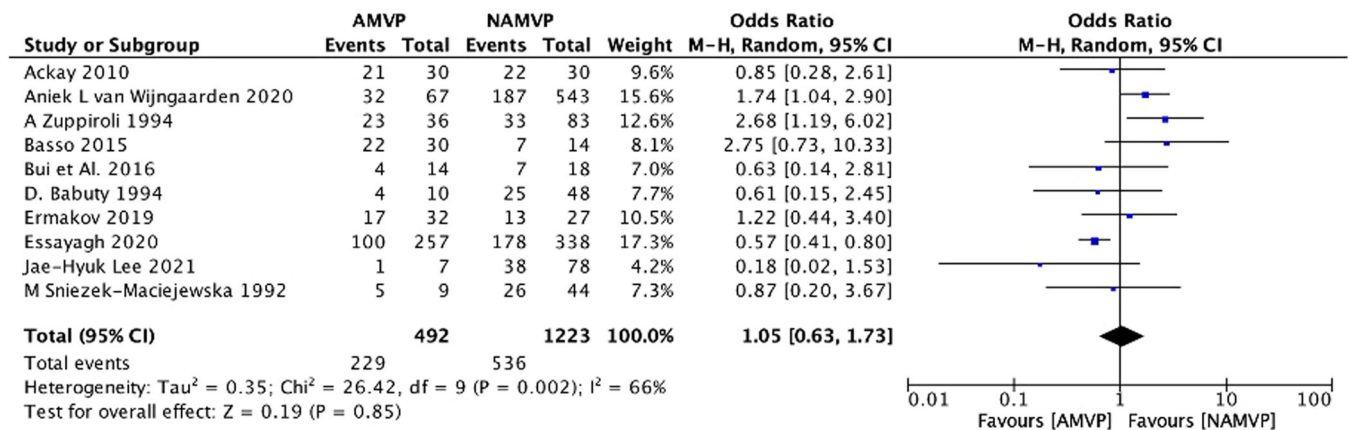 AMVP NAMVP Odds Ratio Odds Ratio
Study or Subgroup Events Total Events Total Weight M-H, Random, 95% CI M-H, Random, 95% CI
Ackay 2010 21 30 22 30 9.6% 0.85 [0.28, 2.61]
Aniek L van Wijngaarden 2020 32 67 187 543 15.6% 1.74 [1.04, 2.90]
A Zuppiroli 1994 23 36 33 83 12.6% 2.68 [1.19, 6.02]
Basso 2015 22 30 7 14 8.1% 2.75 [0.73, 10.33]
Bui et Al. 2016 4 14 7 18 7.0% 0.63 [0.14, 2.81]
D. Babuty 1994 4 10 25 48 7.7% 0.61 [0.15, 2.45]
Ermakov 2019 17 32 13 27 10.5% 1.22 [0.44, 3.40]
Essayagh 2020 100 257 178 338 17.3% 0.57 [0.41, 0.80]
Jae-Hyuk Lee 2021 1 7 38 78 4.2% 0.18 [0.02, 1.53]
M Sniezek-Maciejewska 1992 5 9 26 44 7.3% 0.87 [0.20, 3.67]
Total (95% CI) 492 1223 100.0% 1.05 [0.63, 1.73]
Total events 229 536
Heterogeneity: Tau² = 0.35; Chi² = 26.42, df = 9 (P = 0.002); I² = 66%
Test for overall effect: Z = 0.19 (P = 0.85)
0.01 0.1 1 10 100
Favours [AMVP] Favours [NAMVP]